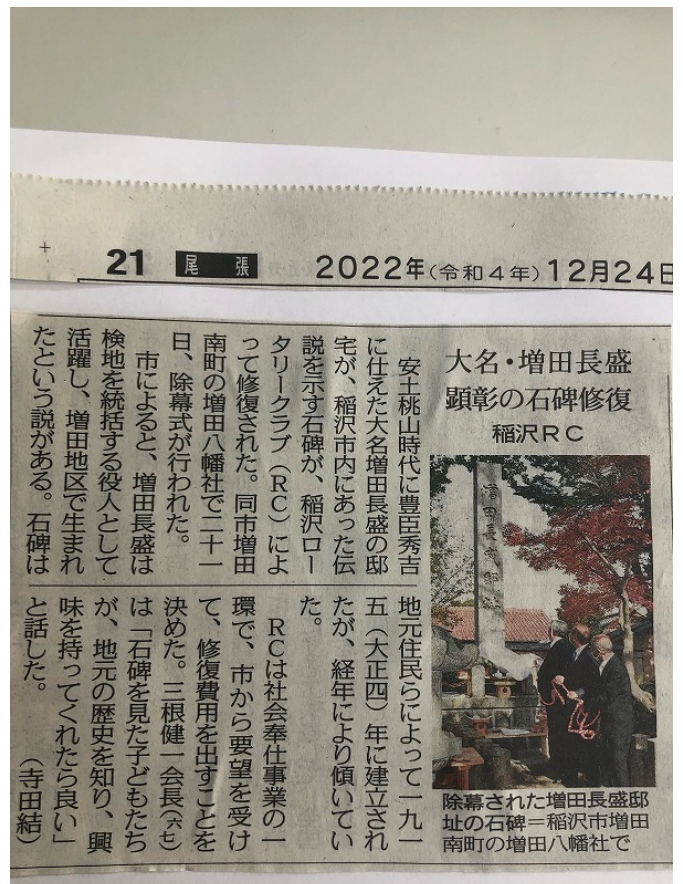 21 尾張 2022年(令和4年)12月24日
大名・増田長盛
顕彰の石碑修復
稲沢RC
安土桃山時代に豊臣秀吉
に仕えた大名増田長盛の邸
宅が、稲沢市内にあった伝
説を示す石碑が、稲沢ロー
タリークラブ(RC)によ
って修復された。同市増田
南町の増田八幡社で二十一
日、除幕式が行われた。
市によると、増田長盛は
検地を統括する役人として
活躍し、増田地区で生まれ
たという説がある。石碑は
地元住民らによって一九一
五(大正四)年に建立され
たが、経年により傾いてい
た。
RCは社会奉仕事業の一
環で、市から要望を受け
て、修復費用を出すことを
決めた。三根健一会長(六七)
は「石碑を見た子どもたち
が、地元の歴史を知り、興
味を持ってくれたら良い」
と話した。
(寺田結)
増田長盛邸址
除幕された増田長盛邸
址の石碑=稲沢市増田
南町の増田八幡社で